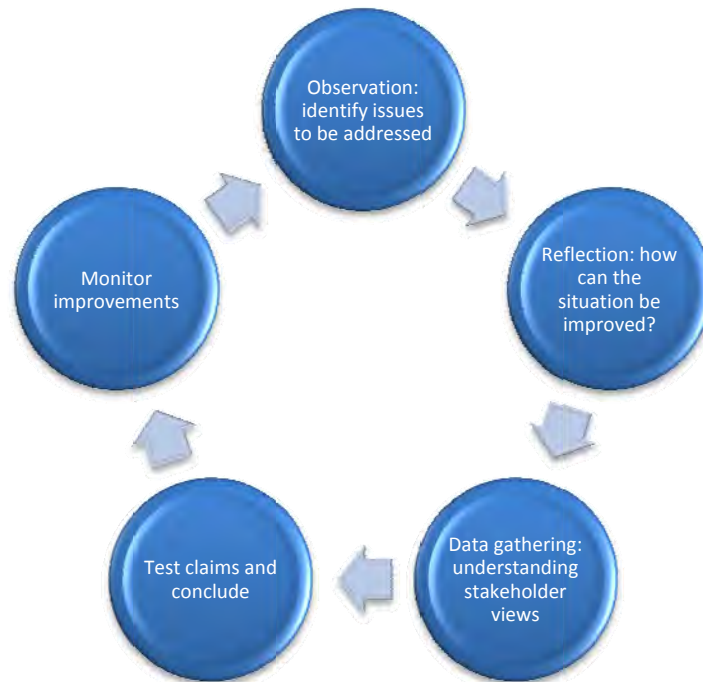 Observation:
identify issues
to be addressed
Reflection: how
can the
situation be
improved?
Data gathering:
understanding
stakeholder
views
Test claims and
conclude
Monitor
improvements